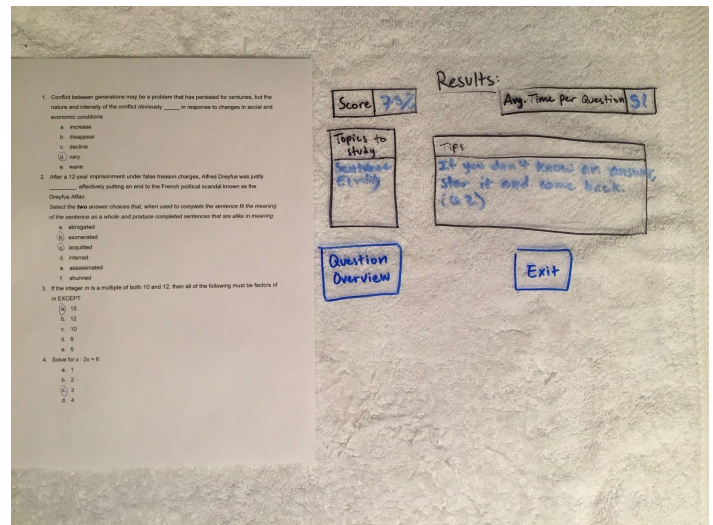 1. Conflict between generations may be a problem that has persisted for centuries, but the
nature and intensity of the conflict obviously _____ in response to changes in social and
economic conditions
a. increase
b. disappear
c. decline
d. vary
e. wane
2. After a 12-year imprisonment under false treason charges, Alfred Dreyfus was justly
________, effectively putting an end to the French political scandal known as the
Dreyfus Affair.
Select the two answer choices that, when used to complete the sentence fit the meaning
of the sentence as a whole and produce completed sentences that are alike in meaning.
a. abrogated
b. exonerated
c. acquitted
d. interred
e. assassinated
f. shunned
3. If the integer m is a multiple of both 10 and 12, then all of the following must be factors of
m EXCEPT
a. 15
b. 12
c. 10
d. 8
e. 6
4. Solve for x : 2x = 6
a. 1
b. 2
c. 3
d. 4
Results:
Score 75%
Avg. Time per Question 51
Topics to
study
Sentence
Tips
If you don't know an answer,
star it and come back.
(Q2)
Question
Overview
Exit